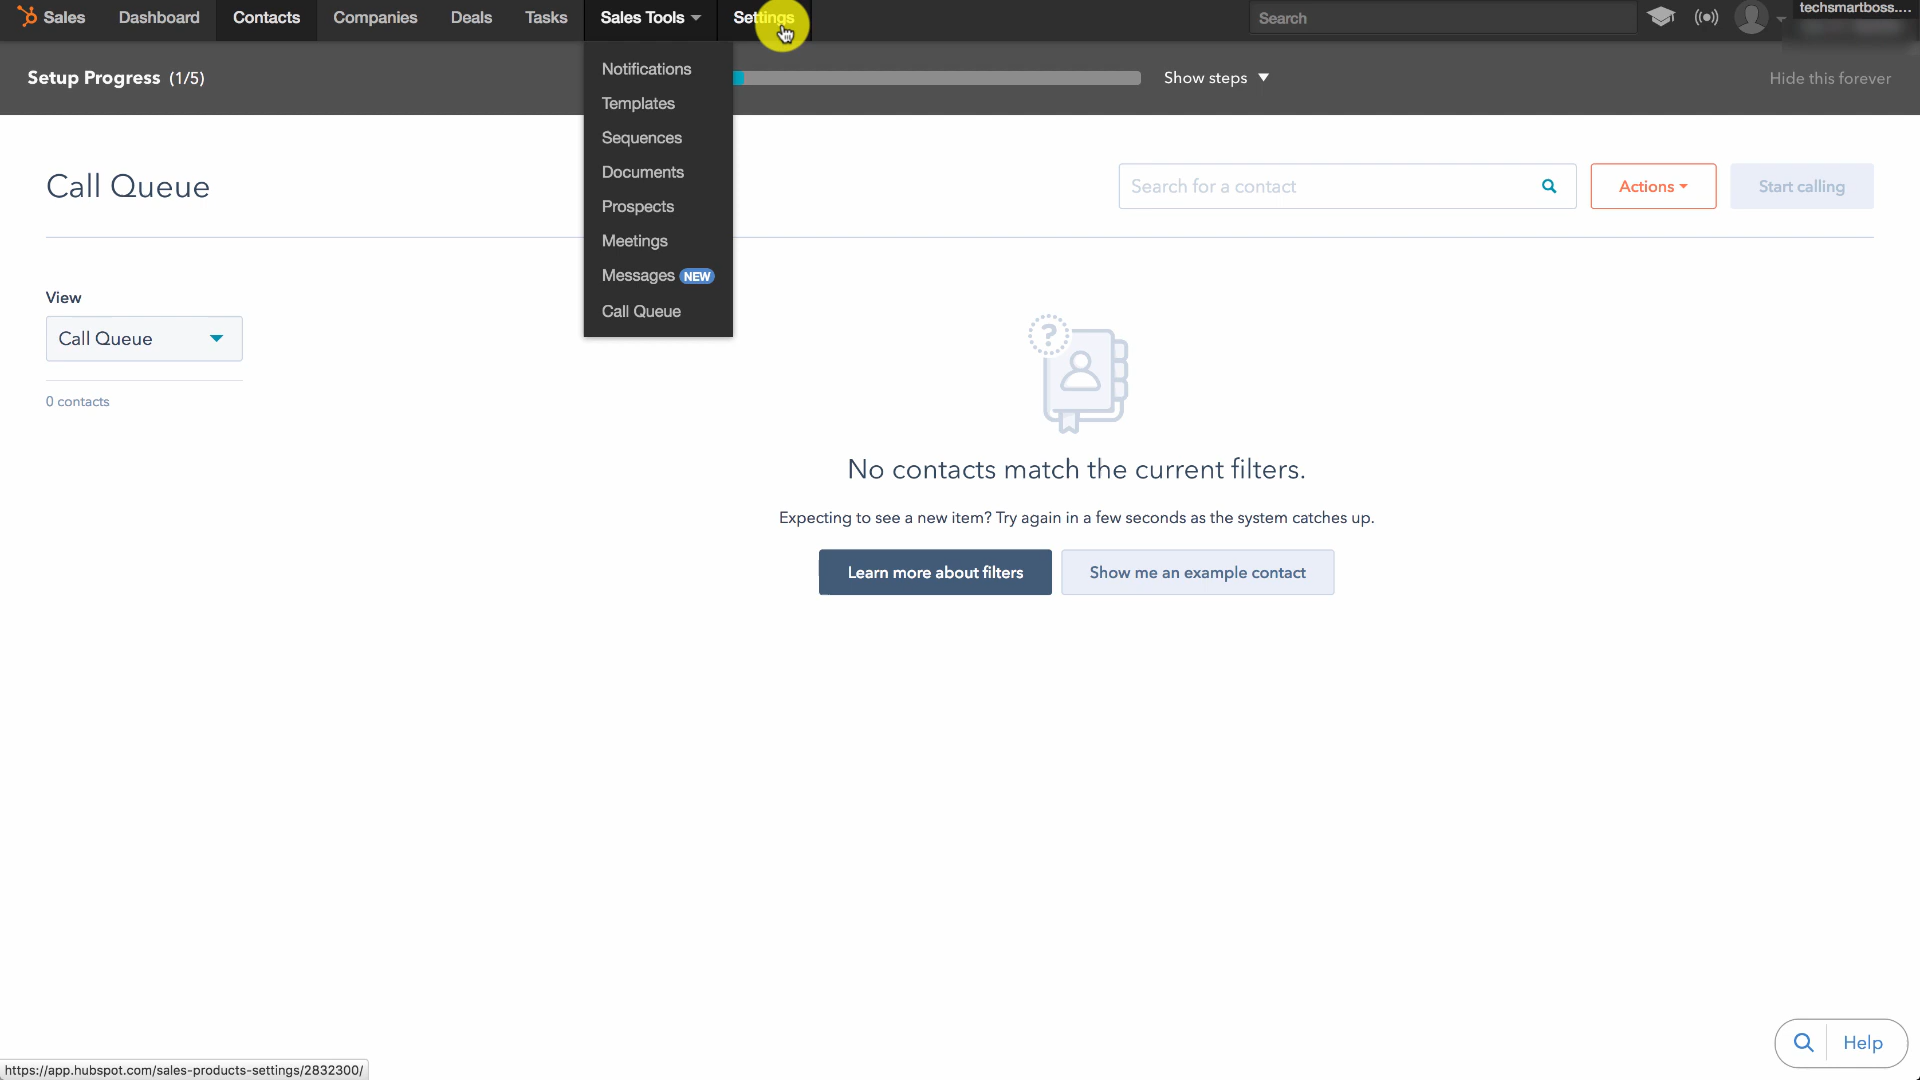 Sales Dashboard Contacts Companies Deals Tasks Sales Tools Settings Search techsmartboss....
Setup Progress (1/5) Show steps Hide this forever
Notifications
Templates
Sequences
Documents
Prospects
Meetings
Messages NEW
Call Queue
Call Queue Search for a contact Actions Start calling
View
Call Queue
0 contacts
?
No contacts match the current filters.
Expecting to see a new item? Try again in a few seconds as the system catches up.
Learn more about filters Show me an example contact
Help
https://app.hubspot.com/sales-products-settings/2832300/